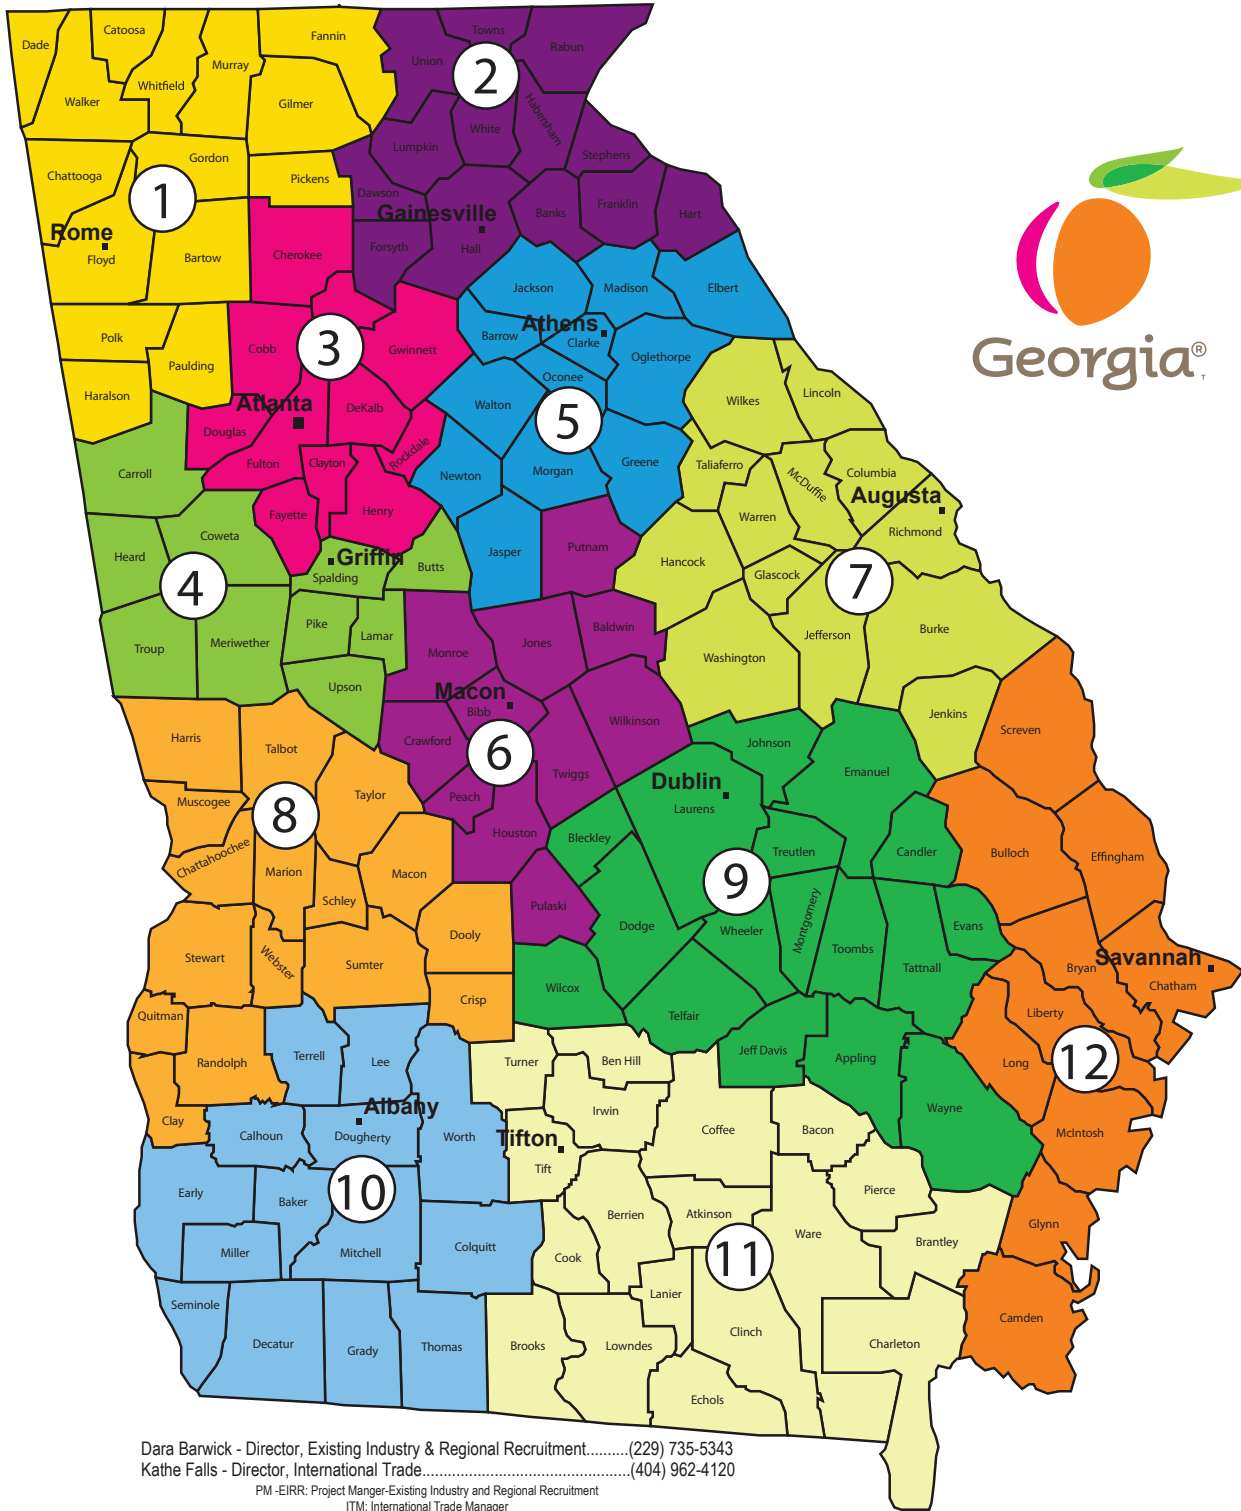 Dade
Catoosa
Fannin
Towns
Rabun
Union
Murray
Walker
Whitfield
Gilmer
2
Habersham
White
Lumpkin
Stephens
Gordon
Chattooga
Pickens
1
Dawson
Banks
Franklin
Hart
Gainesville
Rome
Floyd
Bartow
Cherokee
Forsyth
Hall
Jackson
Madison
Elbert
Polk
Cobb
3
Gwinnett
Barrow
Athens
Clarke
Oglethorpe
Georgia®
Paulding
Oconee
Haralson
Atlanta
DeKalb
Walton
5
Wilkes
Lincoln
Douglas
Carroll
Fulton
Clayton
Rockdale
Newton
Morgan
Greene
Taliaferro
McDuffie
Columbia
Augusta
Fayette
Henry
Warren
Richmond
Heard
Coweta
Griffin
Spalding
Butts
Jasper
Putnam
Hancock
Glascock
7
4
Troup
Meriwether
Pike
Lamar
Monroe
Jones
Baldwin
Washington
Jefferson
Burke
Upson
Macon
Bibb
Wilkinson
Jenkins
Screven
Harris
Talbot
Crawford
6
Twiggs
Johnson
Emanuel
Dublin
Laurens
Muscogee
8
Taylor
Peach
Houston
Bleckley
Treutlen
Candler
Bulloch
Effingham
Chattahoochee
Marion
Schley
Macon
Pulaski
9
Dodge
Wheeler
Montgomery
Toombs
Evans
Stewart
Webster
Sumter
Dooly
Tattnall
Bryan
Savannah
Chatham
Crisp
Wilcox
Telfair
Liberty
Quitman
Randolph
Terrell
Lee
Turner
Ben Hill
Jeff Davis
Appling
Long
12
Clay
Albany
Calhoun
Dougherty
Worth
Tifton
Tift
Irwin
Coffee
Bacon
Wayne
McIntosh
Early
Baker
10
Berrien
Atkinson
Pierce
Ware
Brantley
Glynn
Miller
Mitchell
Colquitt
Cook
11
Seminole
Lanier
Decatur
Grady
Thomas
Brooks
Lowndes
Clinch
Charleton
Camden
Echols
Dara Barwick - Director, Existing Industry & Regional Recruitment..........(229) 735-5343
Kathe Falls - Director, International Trade.................................................(404) 962-4120
PM -EIRR: Project Manger-Existing Industry and Regional Recruitment
ITM: International Trade Manager